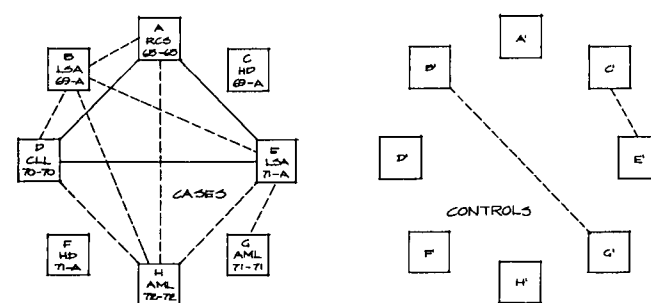 A
RCS
65-65
B
LSA
69-A
C
HD
69-A
D
CLL
70-70
E
LSA
71-A
CASES
F
HD
71-A
G
AML
71-71
H
AML
72-72
A'
B'
C'
D'
E'
CONTROLS
F'
G'
H'